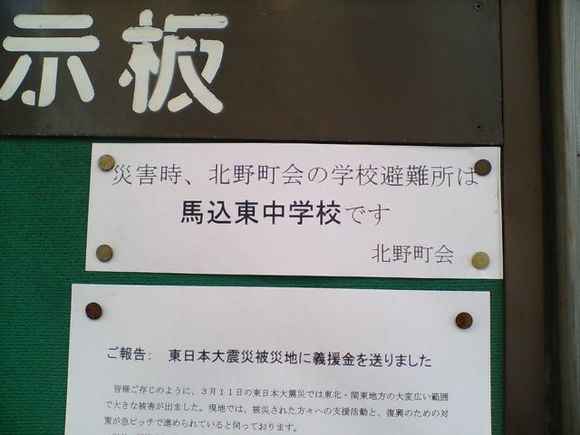 示板
災害時、北野町会の学校避難所は
馬込東中学校です
北野町会
ご報告： 東日本大震災被災地に義援金を送りました
皆様ご存じのように、３月１１日の東日本大震災では東北・関東地方の大変広い範囲
で大きな被害が出ました。現地では、被災された方々への支援活動と、復興のための対
策が急ピッチで進められていると伺っております。